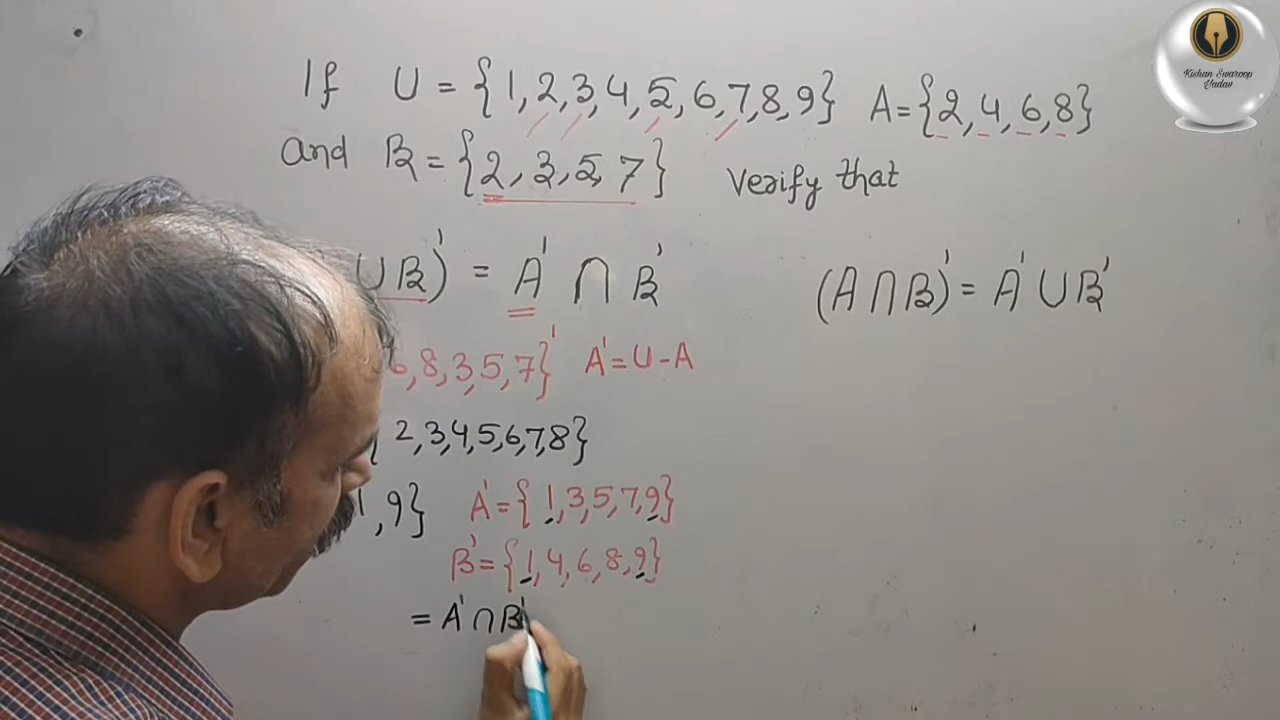 If U = {1, 2, 3, 4, 5, 6, 7, 8, 9} A = {2, 4, 6, 8}
and B = {2, 3, 5, 7} Verify that
∪ B)' = A' ∩ B' (A ∩ B)' = A' ∪ B'
6, 8, 3, 5, 7}' A' = U - A
2, 3, 4, 5, 6, 7, 8}
1, 9} A' = {1, 3, 5, 7, 9}
B' = {1, 4, 6, 8, 9}
= A' ∩ B'
Kishan Swaroop
Yadav